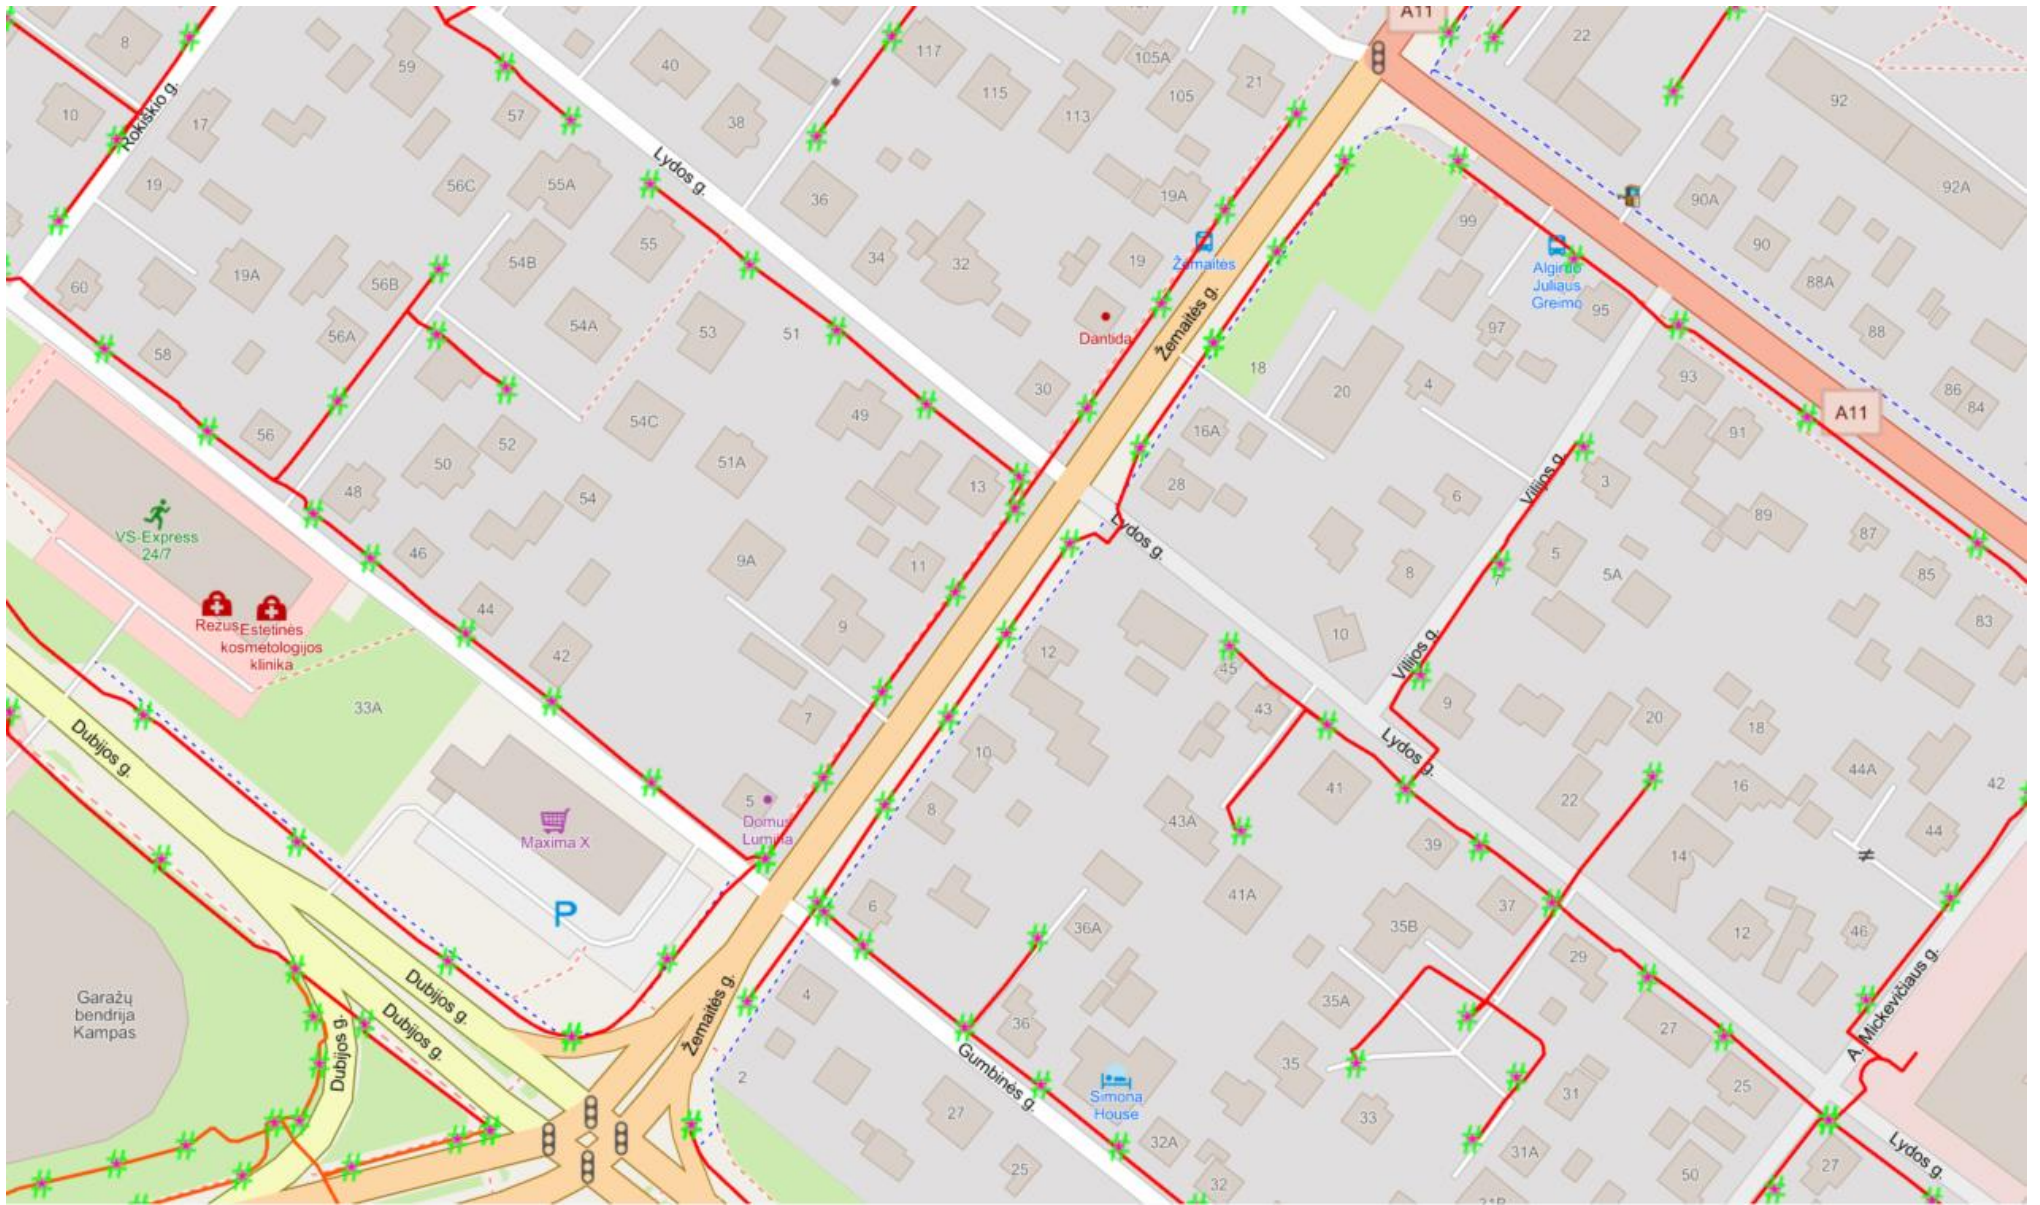 A11
8
59
40
117
105A
22
10
Rokiškio g.
17
57
38
115
113
105
21
92
19
56C
55A
Lydos g.
36
19A
90A
92A
99
60
19A
56B
54B
55
34
32
19
Žemaitės
Algirdo
Juliaus
Greimo
90
88A
58
56A
54A
53
51
Dantida
Žemaitės g.
97
95
88
56
54C
49
30
18
20
4
93
86
84
A11
50
52
51A
16A
91
48
54
13
28
6
Vilijos g.
3
VS-Express
24/7
46
9A
11
Lydos g.
8
5
5A
89
87
85
Rezus
Estetinės
kosmetologijos
klinika
44
9
12
10
Vilijos g.
83
33A
42
7
45
43
9
20
18
Dubijos g.
10
Lydos g.
44A
42
Maxima X
5
Domus
Lumina
8
43A
41
22
16
44
P
39
14
6
36A
41A
35B
37
12
46
Dubijos g.
29
Garažų
bendrija
Kampas
Dubijos g.
Dubijos g.
Žemaitės g.
4
36
35A
27
A. Mickevičiaus g.
2
Gumbinės g.
Simona
House
35
31
25
27
33
32A
31A
Lydos g.
25
32
50
27
31B